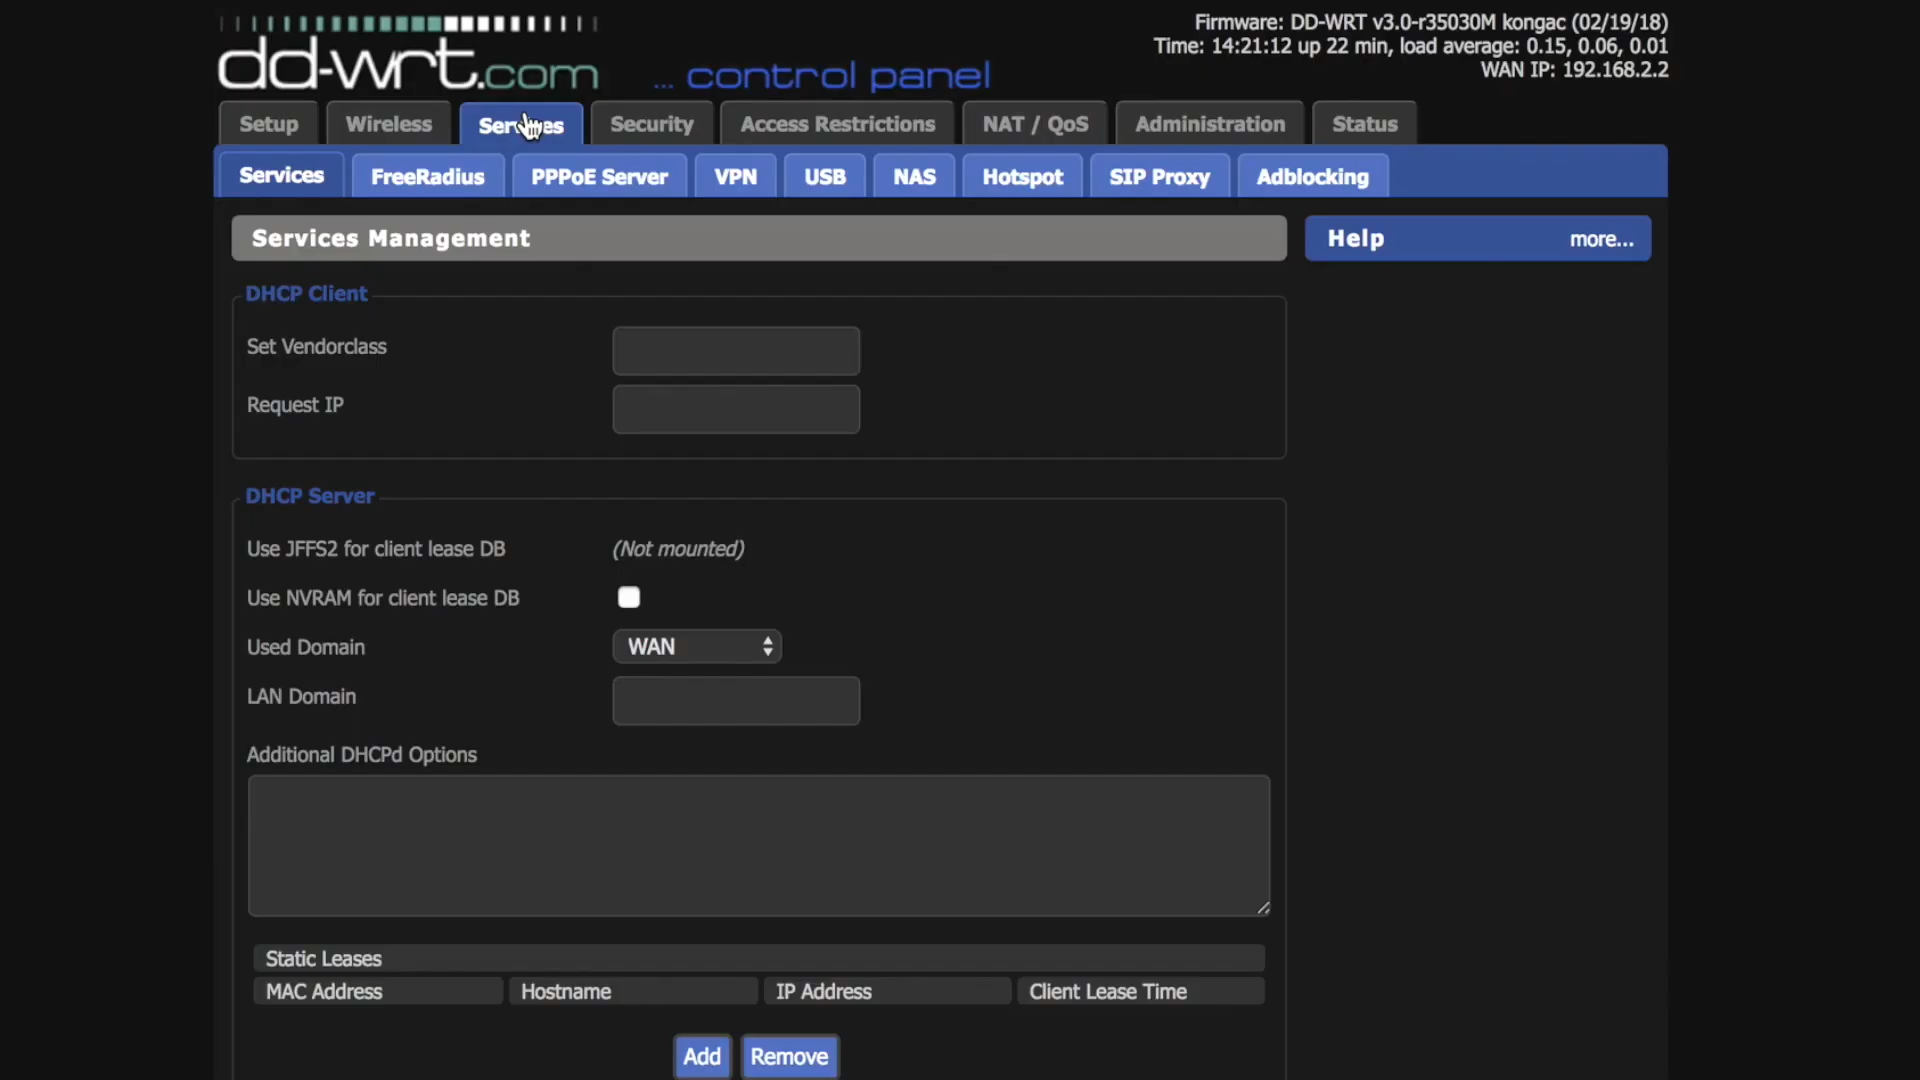 Firmware: DD-WRT v3.0-r35030M kongac (02/19/18)
Time: 14:21:12 up 22 min, load average: 0.15, 0.06, 0.01
WAN IP: 192.168.2.2
dd-wrt.com ... control panel
Setup Wireless Services Security Access Restrictions NAT / QoS Administration Status
Services FreeRadius PPPoE Server VPN USB NAS Hotspot SIP Proxy Adblocking
Services Management
Help more...
DHCP Client
Set Vendorclass
Request IP
DHCP Server
Use JFFS2 for client lease DB (Not mounted)
Use NVRAM for client lease DB
Used Domain WAN
LAN Domain
Additional DHCPd Options
Static Leases
MAC Address Hostname IP Address Client Lease Time
Add Remove